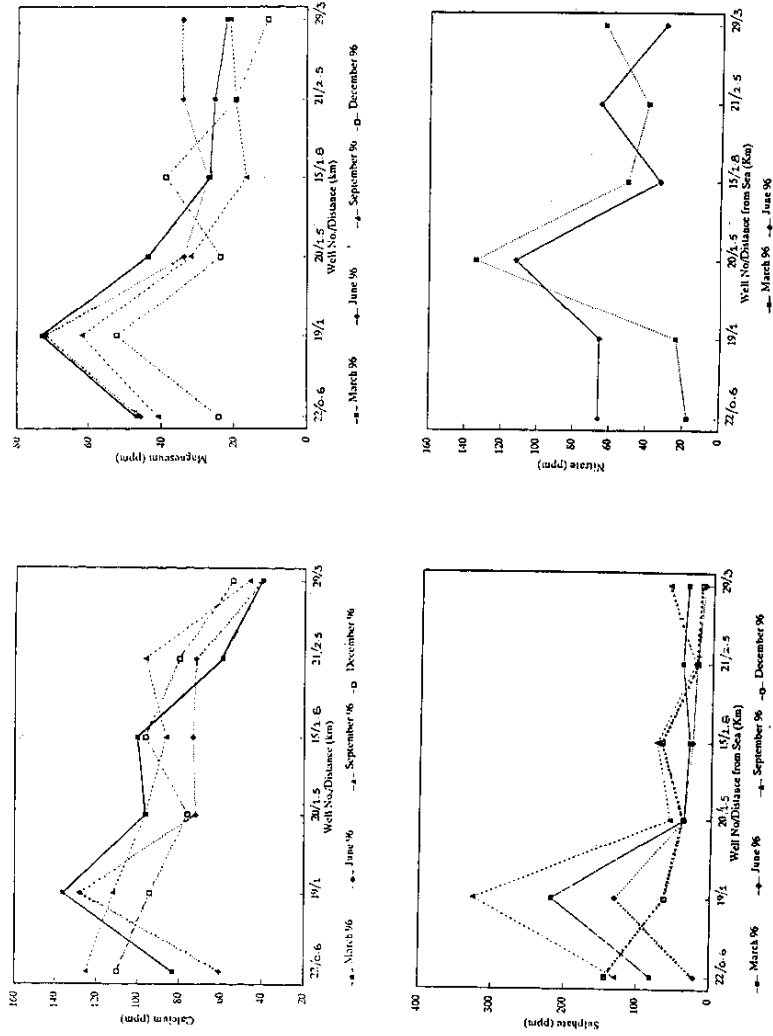 Calcium (ppm)
160
140
120
100
80
60
40
20
22/0.6 19/1 20/1.5 15/1.8 21/2.5 29/3
Well No./Distance (km)
March 96 June 96 September 96 December 96
Magneseum (ppm)
80
60
40
20
0
22/0.6 19/1 20/1.5 15/1.8 21/2.5 29/3
Well No./Distance (km)
March 96 June 96 September 96 December 96
Sulphate (ppm)
400
300
200
100
0
22/0.6 19/1 20/1.5 15/1.8 21/2.5 29/3
Well No/Distance from Sea (Km)
March 96 June 96 September 96 December 96
Nitrate (ppm)
160
140
120
100
80
60
40
20
0
22/0.6 19/1 20/1.5 15/1.8 21/2.5 29/3
Well No/Distance from Sea (Km)
March 96 June 96